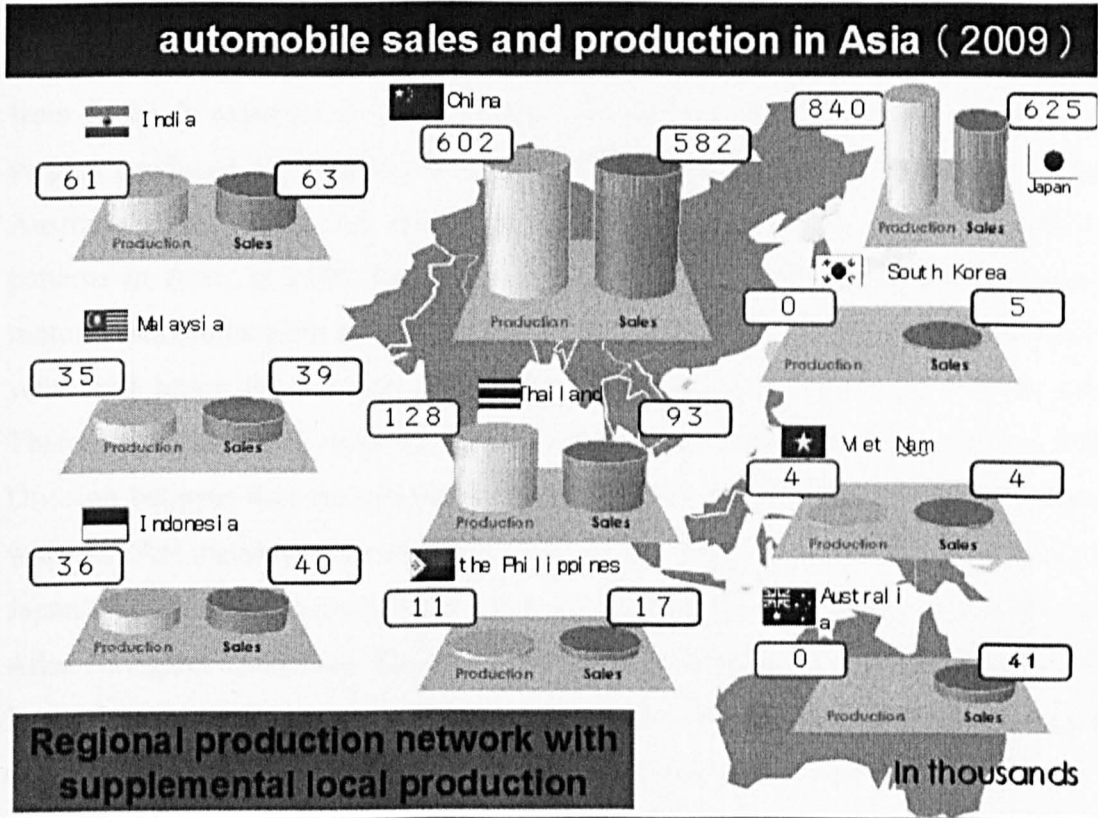 automobile sales and production in Asia ( 2009 )
India
61
63
Production
Sales
China
602
582
Production
Sales
840
625
Japan
Production
Sales
South Korea
0
5
Production
Sales
Malaysia
35
39
Production
Sales
Thailand
128
93
Production
Sales
Viet Nam
4
4
Production
Sales
Indonesia
36
40
Production
Sales
the Philippines
11
17
Production
Sales
Australi
a
0
41
Production
Sales
Regional production network with
supplemental local production
In thousands